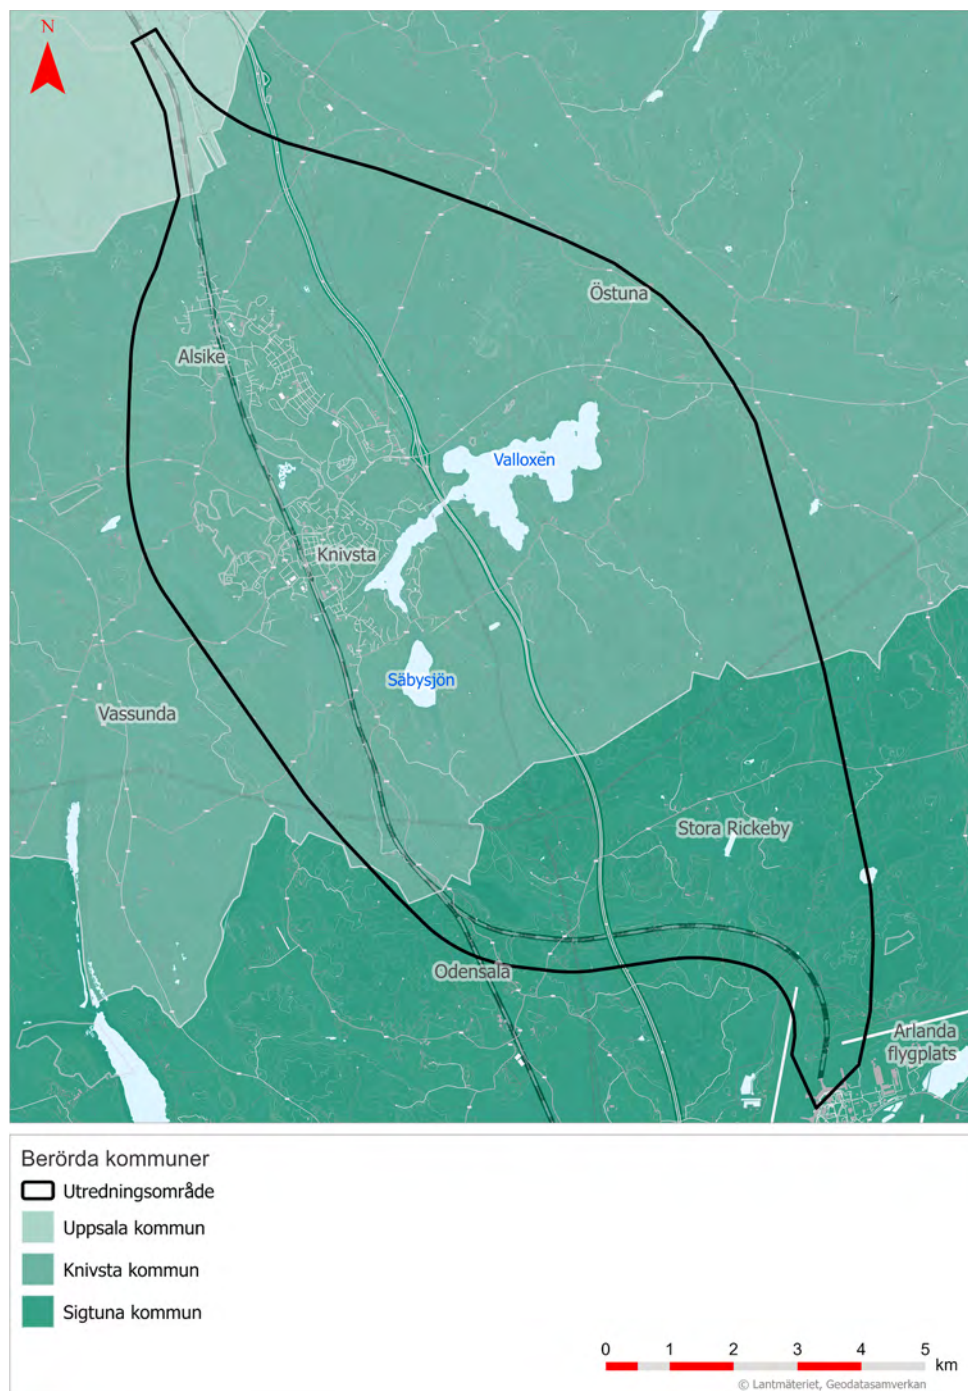 N
Östuna
Alsike
Valloxen
Knivsta
Säbysjön
Vassunda
Stora Rickeby
Odensala
Arlanda
flygplats
Berörda kommuner
Utredningsområde
Uppsala kommun
Knivsta kommun
Sigtuna kommun
0 1 2 3 4 5
km
© Lantmäteriet, Geodatasamverkan